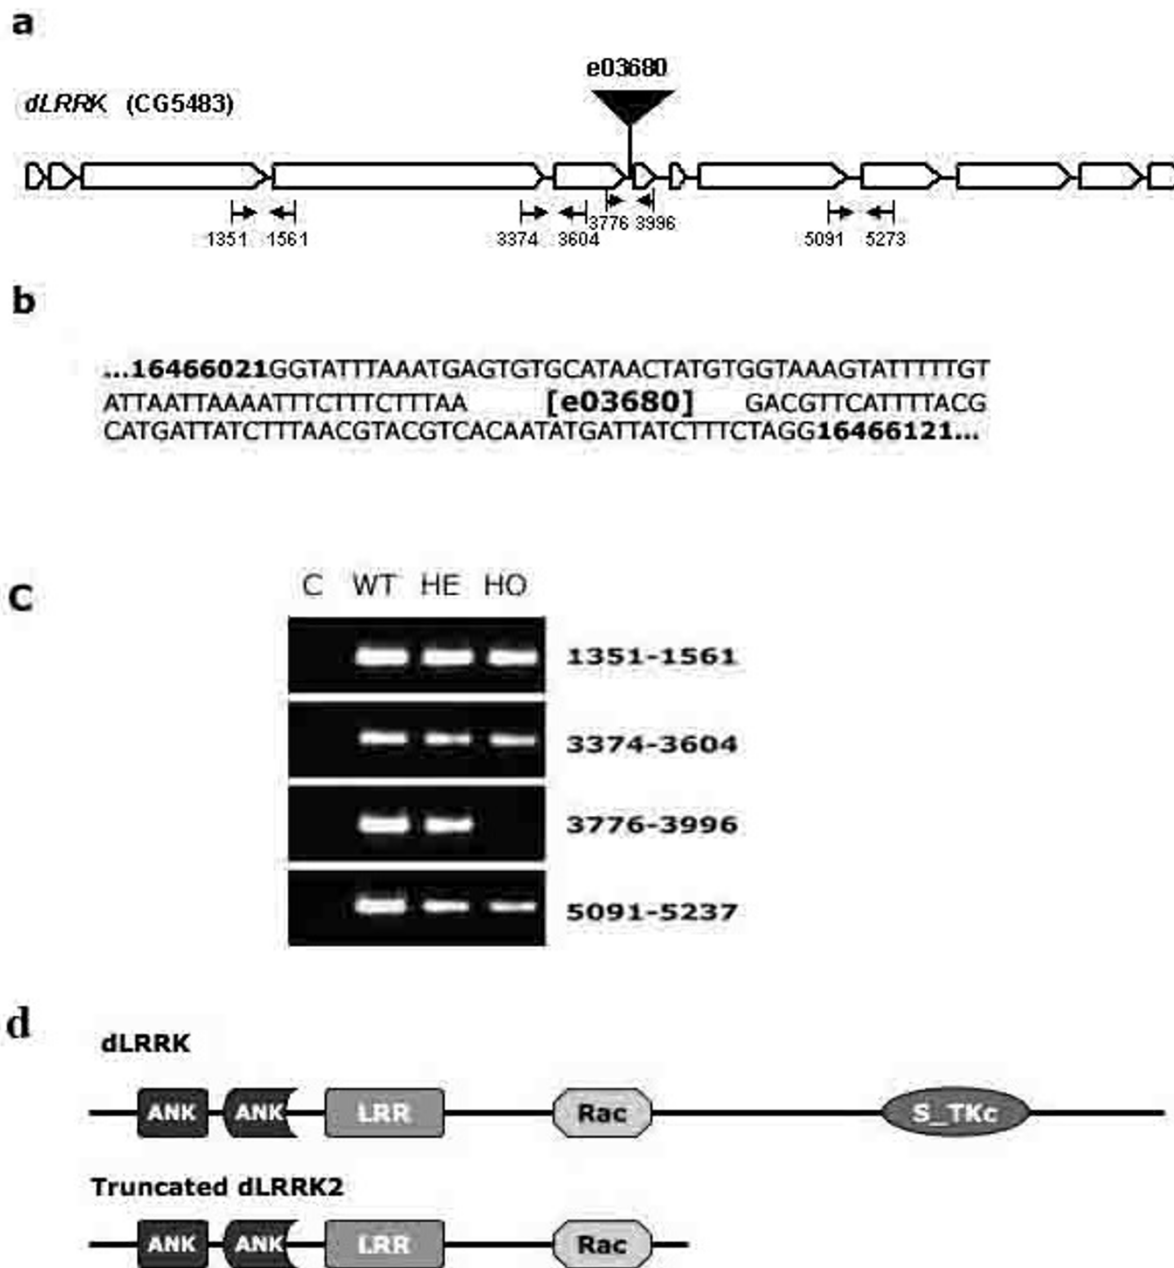 a
e03680
dLRRK (CG5483)
3776 3996
1351 1561 3374 3604 5091 5273
b
...16466021GGTATTTAAATGAGTGTGCATAACTATGTGGTAAAGTATTTTTGT
ATTAATTAAAATTTCTTTCTTTAA [e03680] GACGTTCATTTTACG
CATGATTATCTTTAACGTACGTCACAATATGATTATCTTTCTAGG16466121...
C
C WT HE HO
1351-1561
3374-3604
3776-3996
5091-5237
d
dLRRK
ANK ANK LRR Rac S_TKc
Truncated dLRRK2
ANK ANK LRR Rac